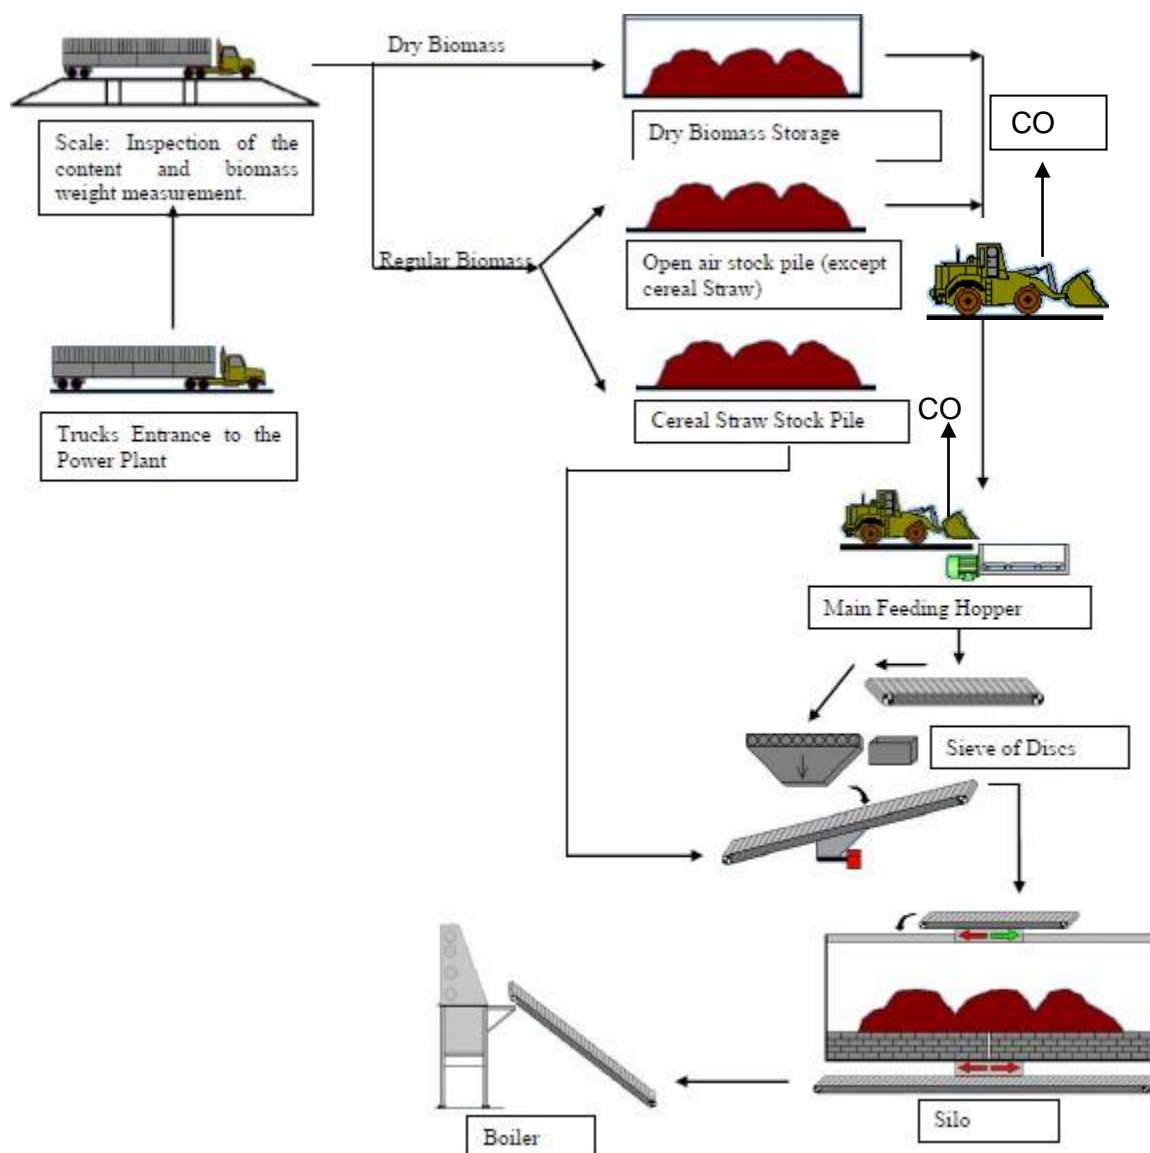 Dry Biomass
CO
Scale: Inspection of the
content and biomass
weight measurement.
Dry Biomass Storage
Regular Biomass
Open air stock pile (except
cereal Straw)
Trucks Entrance to the
Power Plant
Cereal Straw Stock Pile
CO
Main Feeding Hopper
Sieve of Discs
Silo
Boiler